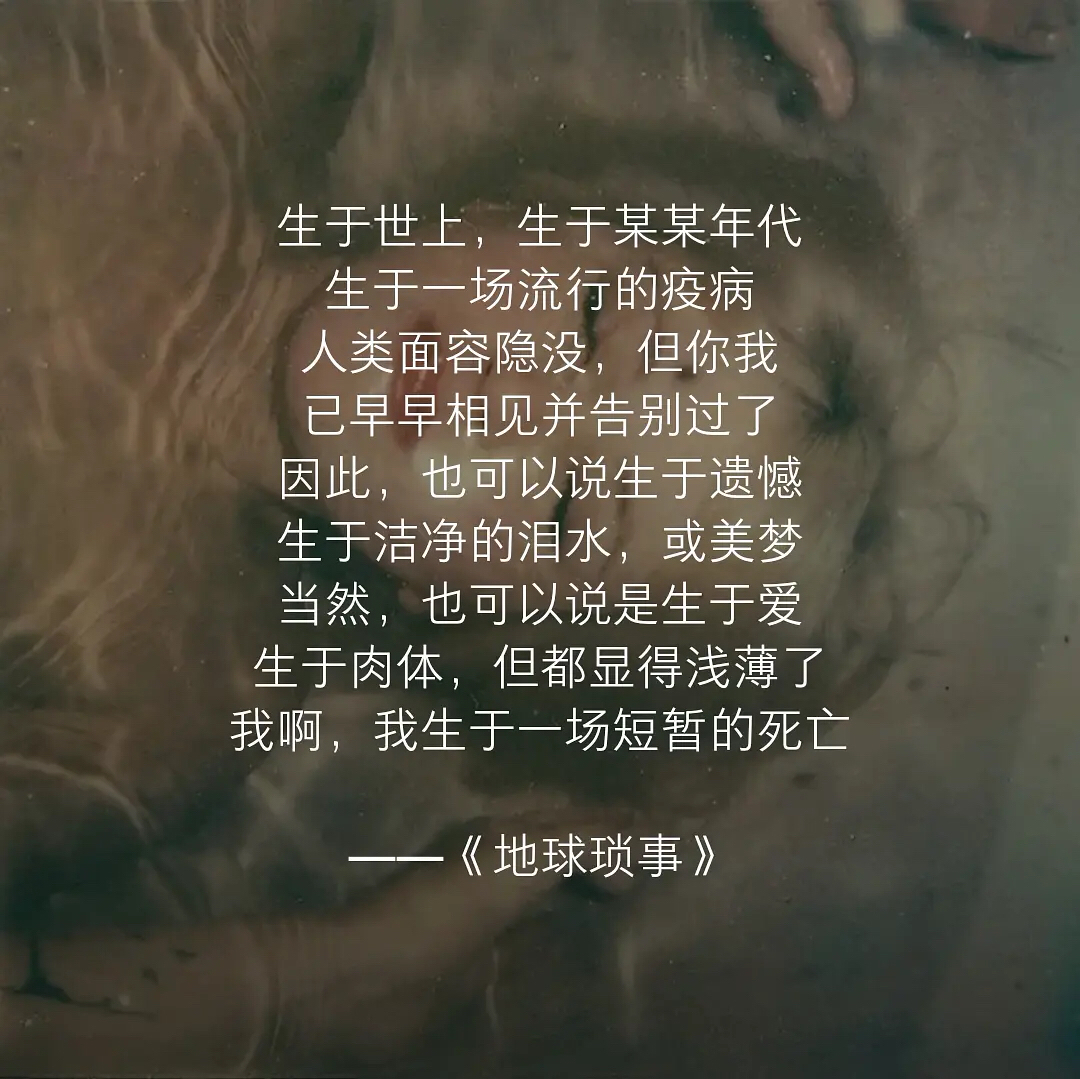 生于世上，生于某某年代
生于一场流行的疫病
人类面容隐没，但你我
已早早相见并告别过了
因此，也可以说生于遗憾
生于洁净的泪水，或美梦
当然，也可以说是生于爱
生于肉体，但都显得浅薄了
我啊，我生于一场短暂的死亡
——《地球琐事》